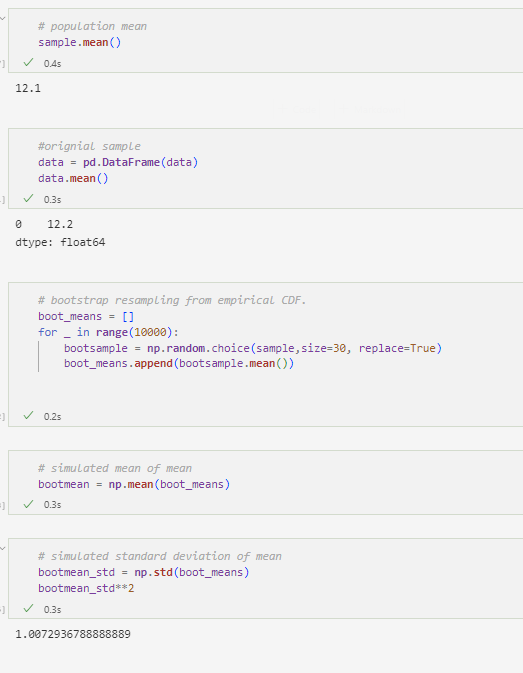 # population mean
sample.mean()
0.4s
12.1
#orignial sample
data = pd.DataFrame(data)
data.mean()
0.3s
0    12.2
dtype: float64
# bootstrap resampling from empirical CDF.
boot_means = []
for _ in range(10000):
    bootsample = np.random.choice(sample,size=30, replace=True)
    boot_means.append(bootsample.mean())
0.2s
# simulated mean of mean
bootmean = np.mean(boot_means)
0.3s
# simulated standard deviation of mean
bootmean_std = np.std(boot_means)
bootmean_std**2
0.3s
1.0072936788888889